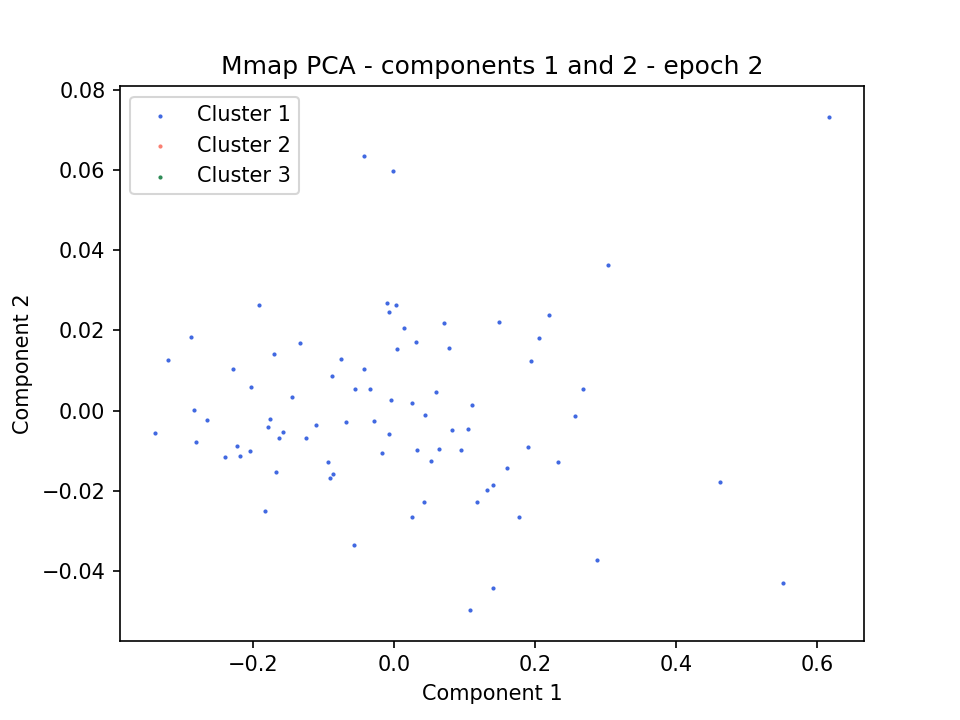 Mmap PCA - components 1 and 2 - epoch 2
0.08
0.06
0.04
0.02
0.00
−0.02
−0.04
Component 2
Cluster 1
Cluster 2
Cluster 3
−0.2
0.0
0.2
0.4
0.6
Component 1